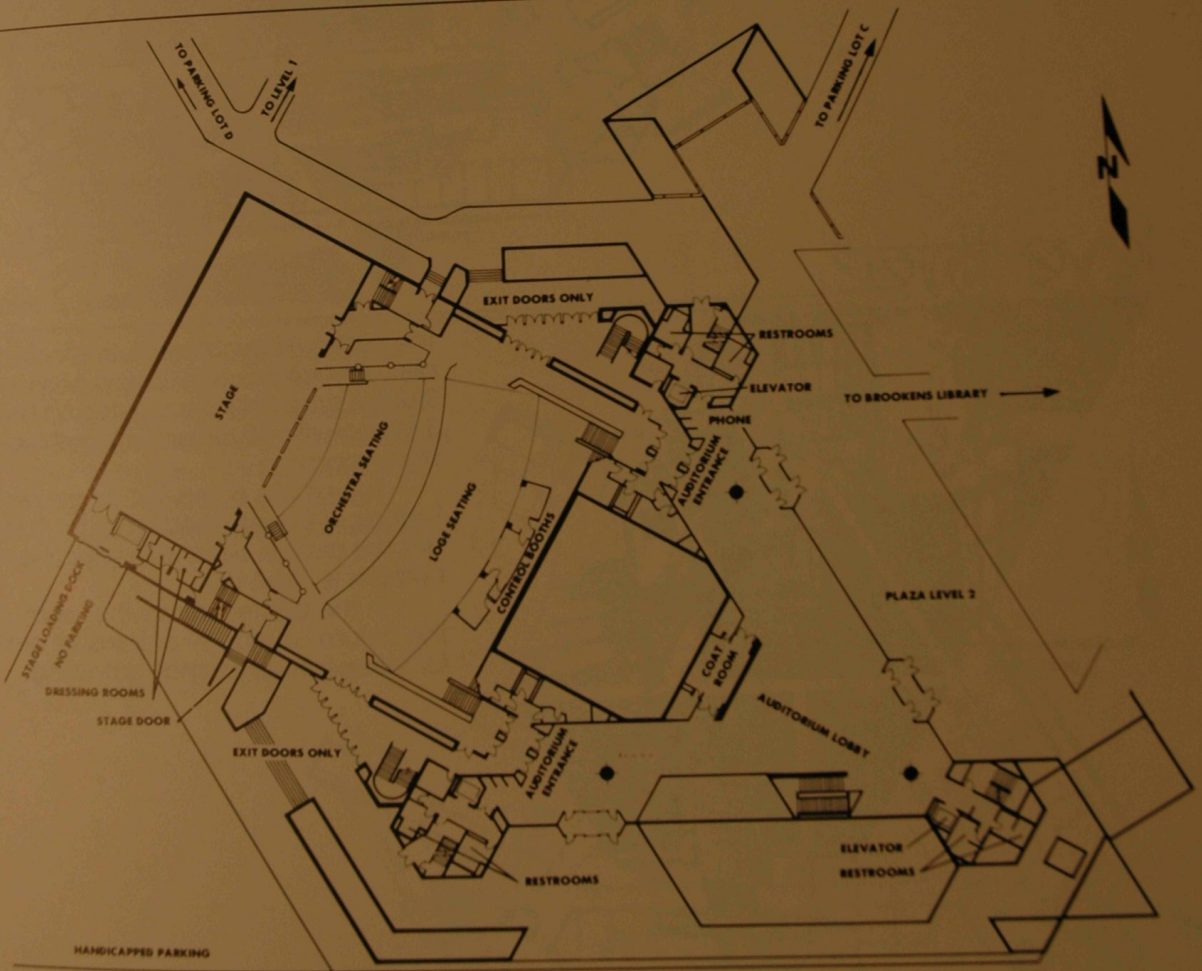 TO PARKING LOT D
TO LEVEL 1
TO PARKING LOT C
N
EXIT DOORS ONLY
RESTROOMS
ELEVATOR
TO BROOKENS LIBRARY
PHONE
STAGE
ORCHESTRA SEATING
LOGE SEATING
CONTROL BOOTHS
AUDITORIUM
ENTRANCE
PLAZA LEVEL 2
STAGE LOADING DOCK
NO PARKING
COAT
ROOM
DRESSING ROOMS
STAGE DOOR
AUDITORIUM LOBBY
EXIT DOORS ONLY
AUDITORIUM
ENTRANCE
ELEVATOR
RESTROOMS
RESTROOMS
HANDICAPPED PARKING